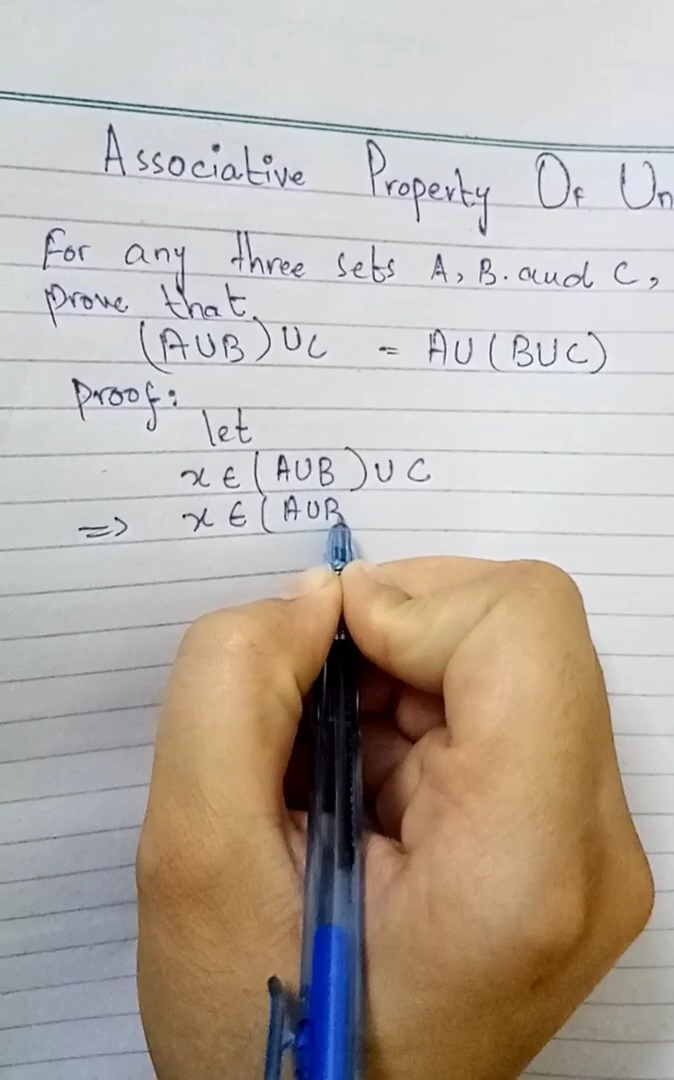 Associative Property Of Un
For any three sets A, B. and C,
prove that.
(AUB)UC = AU(BUC)
proof:
let
x ∈ (AUB)UC
=> x ∈ (AUB